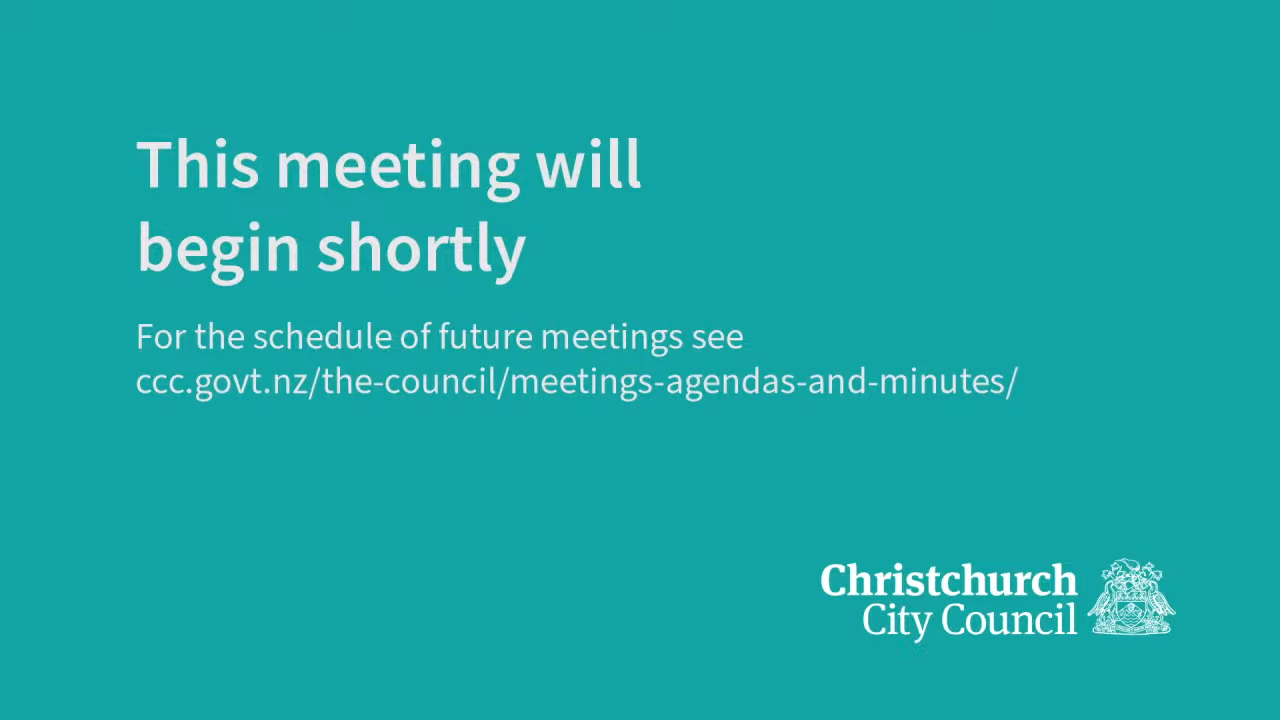 This meeting will
begin shortly
For the schedule of future meetings see
ccc.govt.nz/the-council/meetings-agendas-and-minutes/
Christchurch
City Council